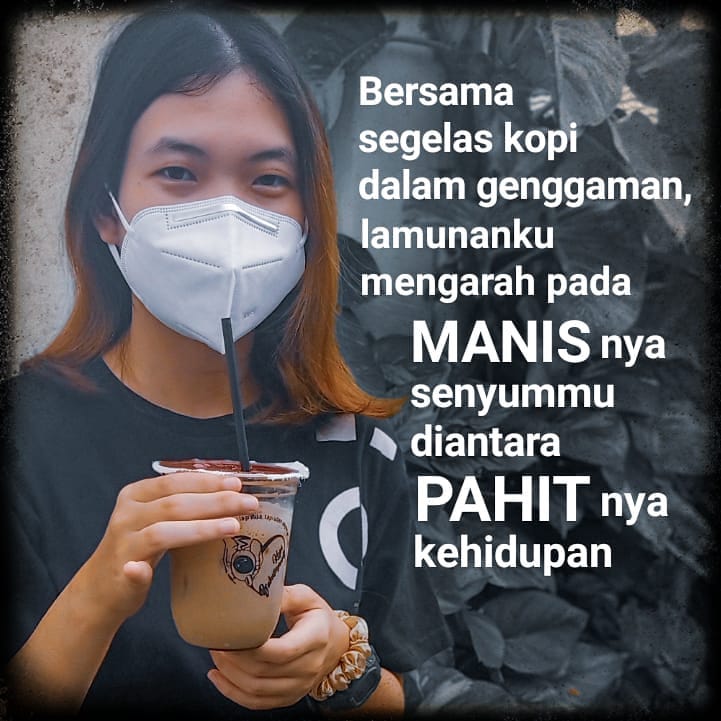 Bersama
segelas kopi
dalam genggaman,
lamunanku
mengarah pada
MANIS nya
senyummu
diantara
PAHIT nya
kehidupan